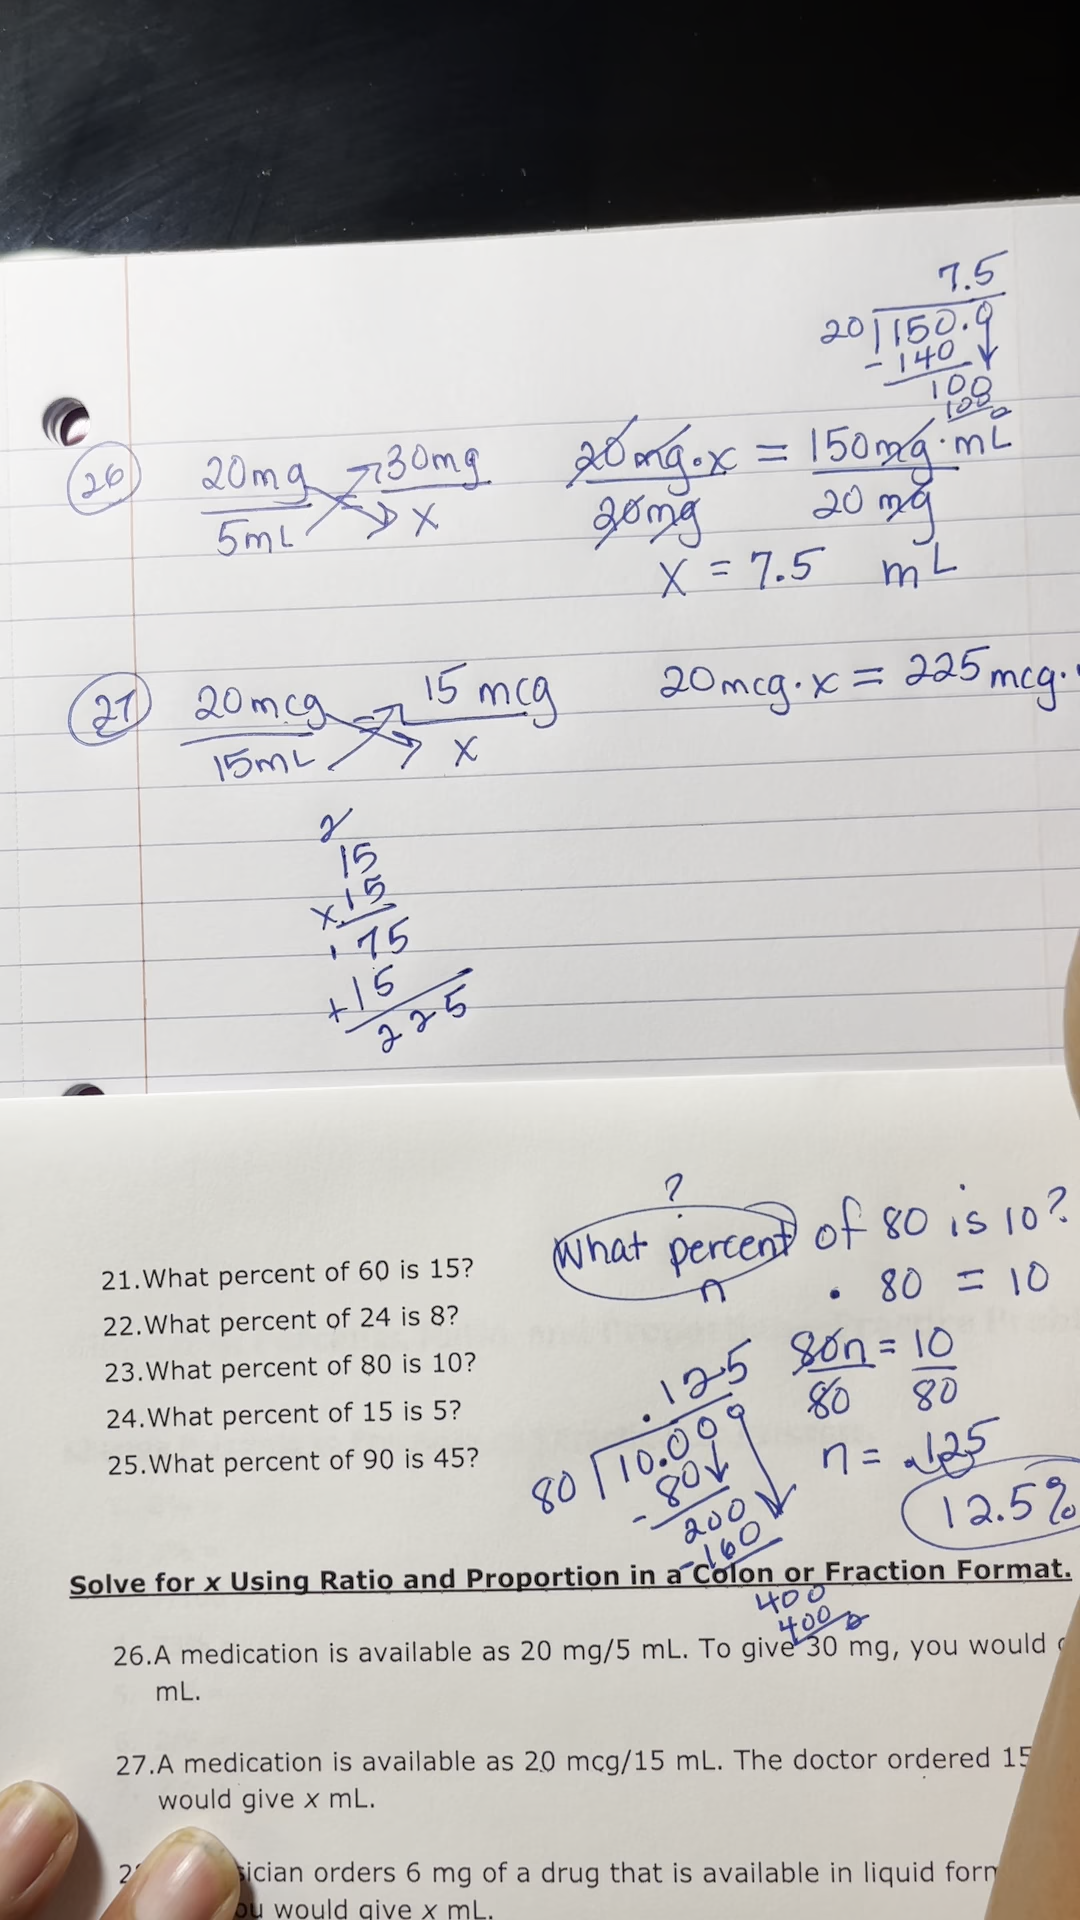 7.5
20 150.0
- 140
100
100
0
26 20mg 30mg 20mg·x = 150mg·mL
5mL x 20mg 20mg
x = 7.5 mL
27 20mcg 15mcg 20mcg·x = 225mcg·
15mL x
2
15
x 15
1 75
+15
225
?
What percent of 80 is 10?
n · 80 = 10
21.What percent of 60 is 15?
22.What percent of 24 is 8?
23.What percent of 80 is 10?
24.What percent of 15 is 5?
25.What percent of 90 is 45?
80n = 10
80 80
n = .125
12.5%
.125
80 10.000
- 80
200
-160
400
400
0
Solve for x Using Ratio and Proportion in a Colon or Fraction Format.
26.A medication is available as 20 mg/5 mL. To give 30 mg, you would
mL.
27.A medication is available as 20 mcg/15 mL. The doctor ordered 15
would give x mL.
sician orders 6 mg of a drug that is available in liquid form
ou would give x mL.